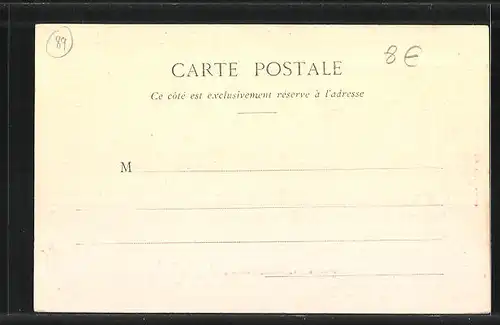 89
8€
CARTE POSTALE
Ce côté est exclusivement réservé à l'adresse
M